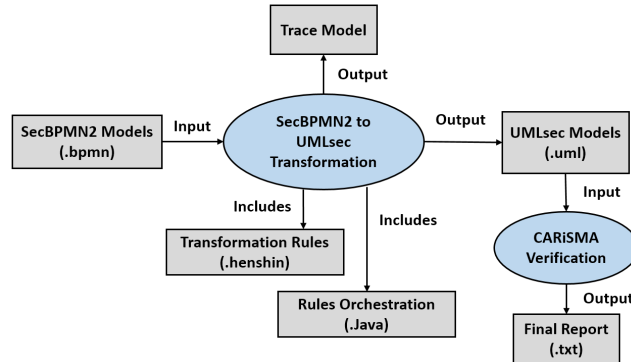 Trace Model
Output
SecBPMN2 Models
(.bpmn)
Input
SecBPMN2 to
UMLsec
Transformation
Output
UMLsec Models
(.uml)
Input
Includes
Includes
Transformation Rules
(.henshin)
CARiSMA
Verification
Rules Orchestration
(.Java)
Output
Final Report
(.txt)